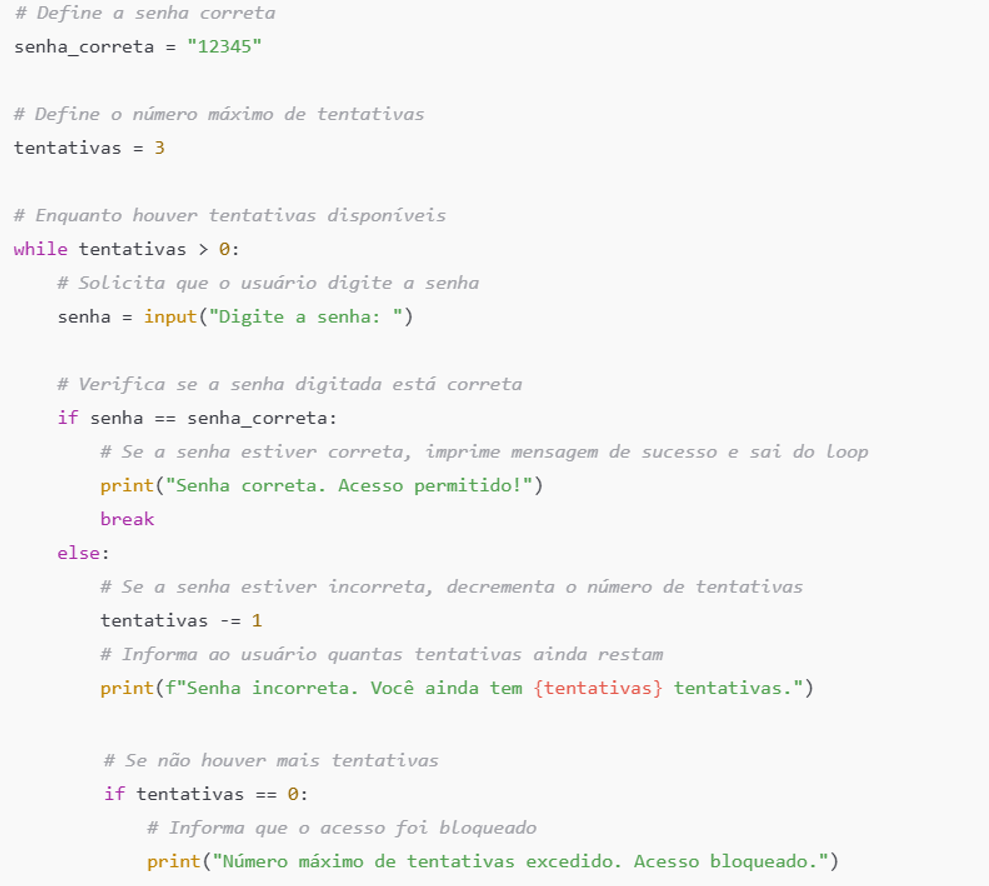 # Define a senha correta
senha_correta = "12345"
# Define o número máximo de tentativas
tentativas = 3
# Enquanto houver tentativas disponíveis
while tentativas > 0:
    # Solicita que o usuário digite a senha
    senha = input("Digite a senha: ")
    # Verifica se a senha digitada está correta
    if senha == senha_correta:
        # Se a senha estiver correta, imprime mensagem de sucesso e sai do loop
        print("Senha correta. Acesso permitido!")
        break
    else:
        # Se a senha estiver incorreta, decrementa o número de tentativas
        tentativas -= 1
        # Informa ao usuário quantas tentativas ainda restam
        print(f"Senha incorreta. Você ainda tem {tentativas} tentativas.")
        # Se não houver mais tentativas
        if tentativas == 0:
            # Informa que o acesso foi bloqueado
            print("Número máximo de tentativas excedido. Acesso bloqueado.")